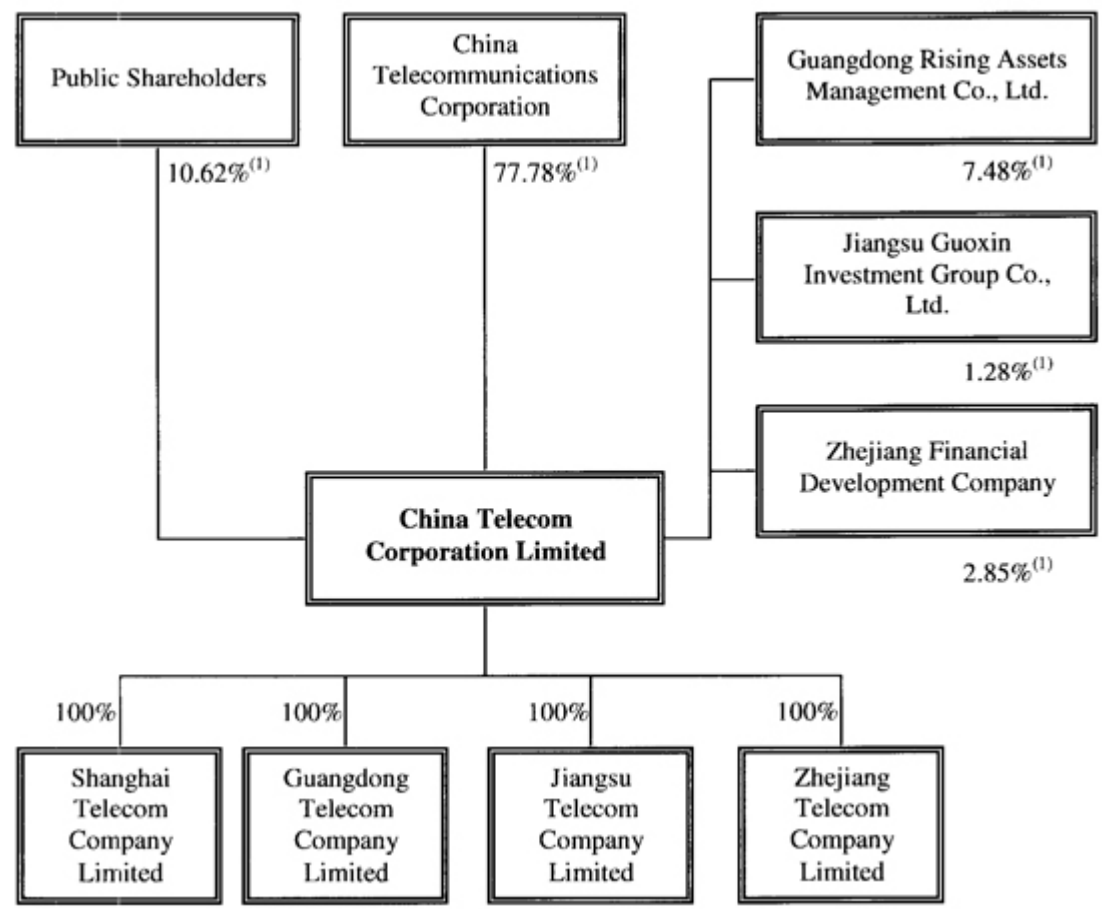 Public Shareholders
10.62%(1)
China
Telecommunications
Corporation
77.78%(1)
Guangdong Rising Assets
Management Co., Ltd.
7.48%(1)
Jiangsu Guoxin
Investment Group Co.,
Ltd.
1.28%(1)
Zhejiang Financial
Development Company
2.85%(1)
China Telecom
Corporation Limited
100%
Shanghai
Telecom
Company
Limited
100%
Guangdong
Telecom
Company
Limited
100%
Jiangsu
Telecom
Company
Limited
100%
Zhejiang
Telecom
Company
Limited